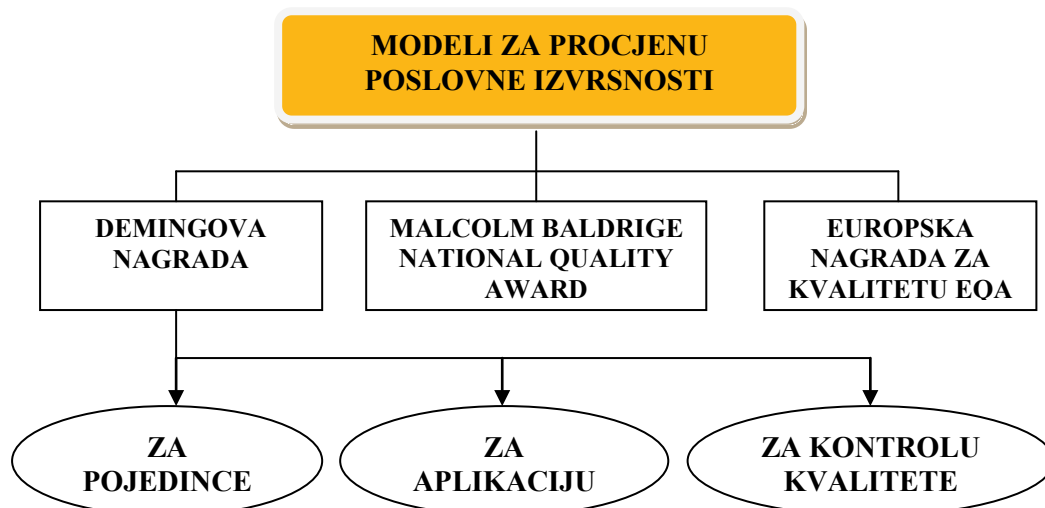 MODELI ZA PROCJENU
POSLOVNE IZVRSNOSTI
DEMINGOVA
NAGRADA
MALCOLM BALDRIGE
NATIONAL QUALITY
AWARD
EUROPSKA
NAGRADA ZA
KVALITETU EQA
ZA
POJEDINCE
ZA
APLIKACIJU
ZA KONTROLU
KVALITETE